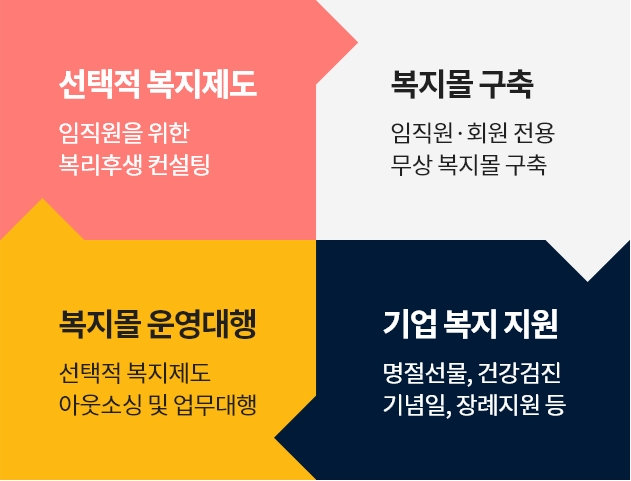 선택적 복지제도
임직원을 위한
복리후생 컨설팅
복지몰 구축
임직원·회원 전용
무상 복지몰 구축
복지몰 운영대행
선택적 복지제도
아웃소싱 및 업무대행
기업 복지 지원
명절선물, 건강검진
기념일, 장례지원 등